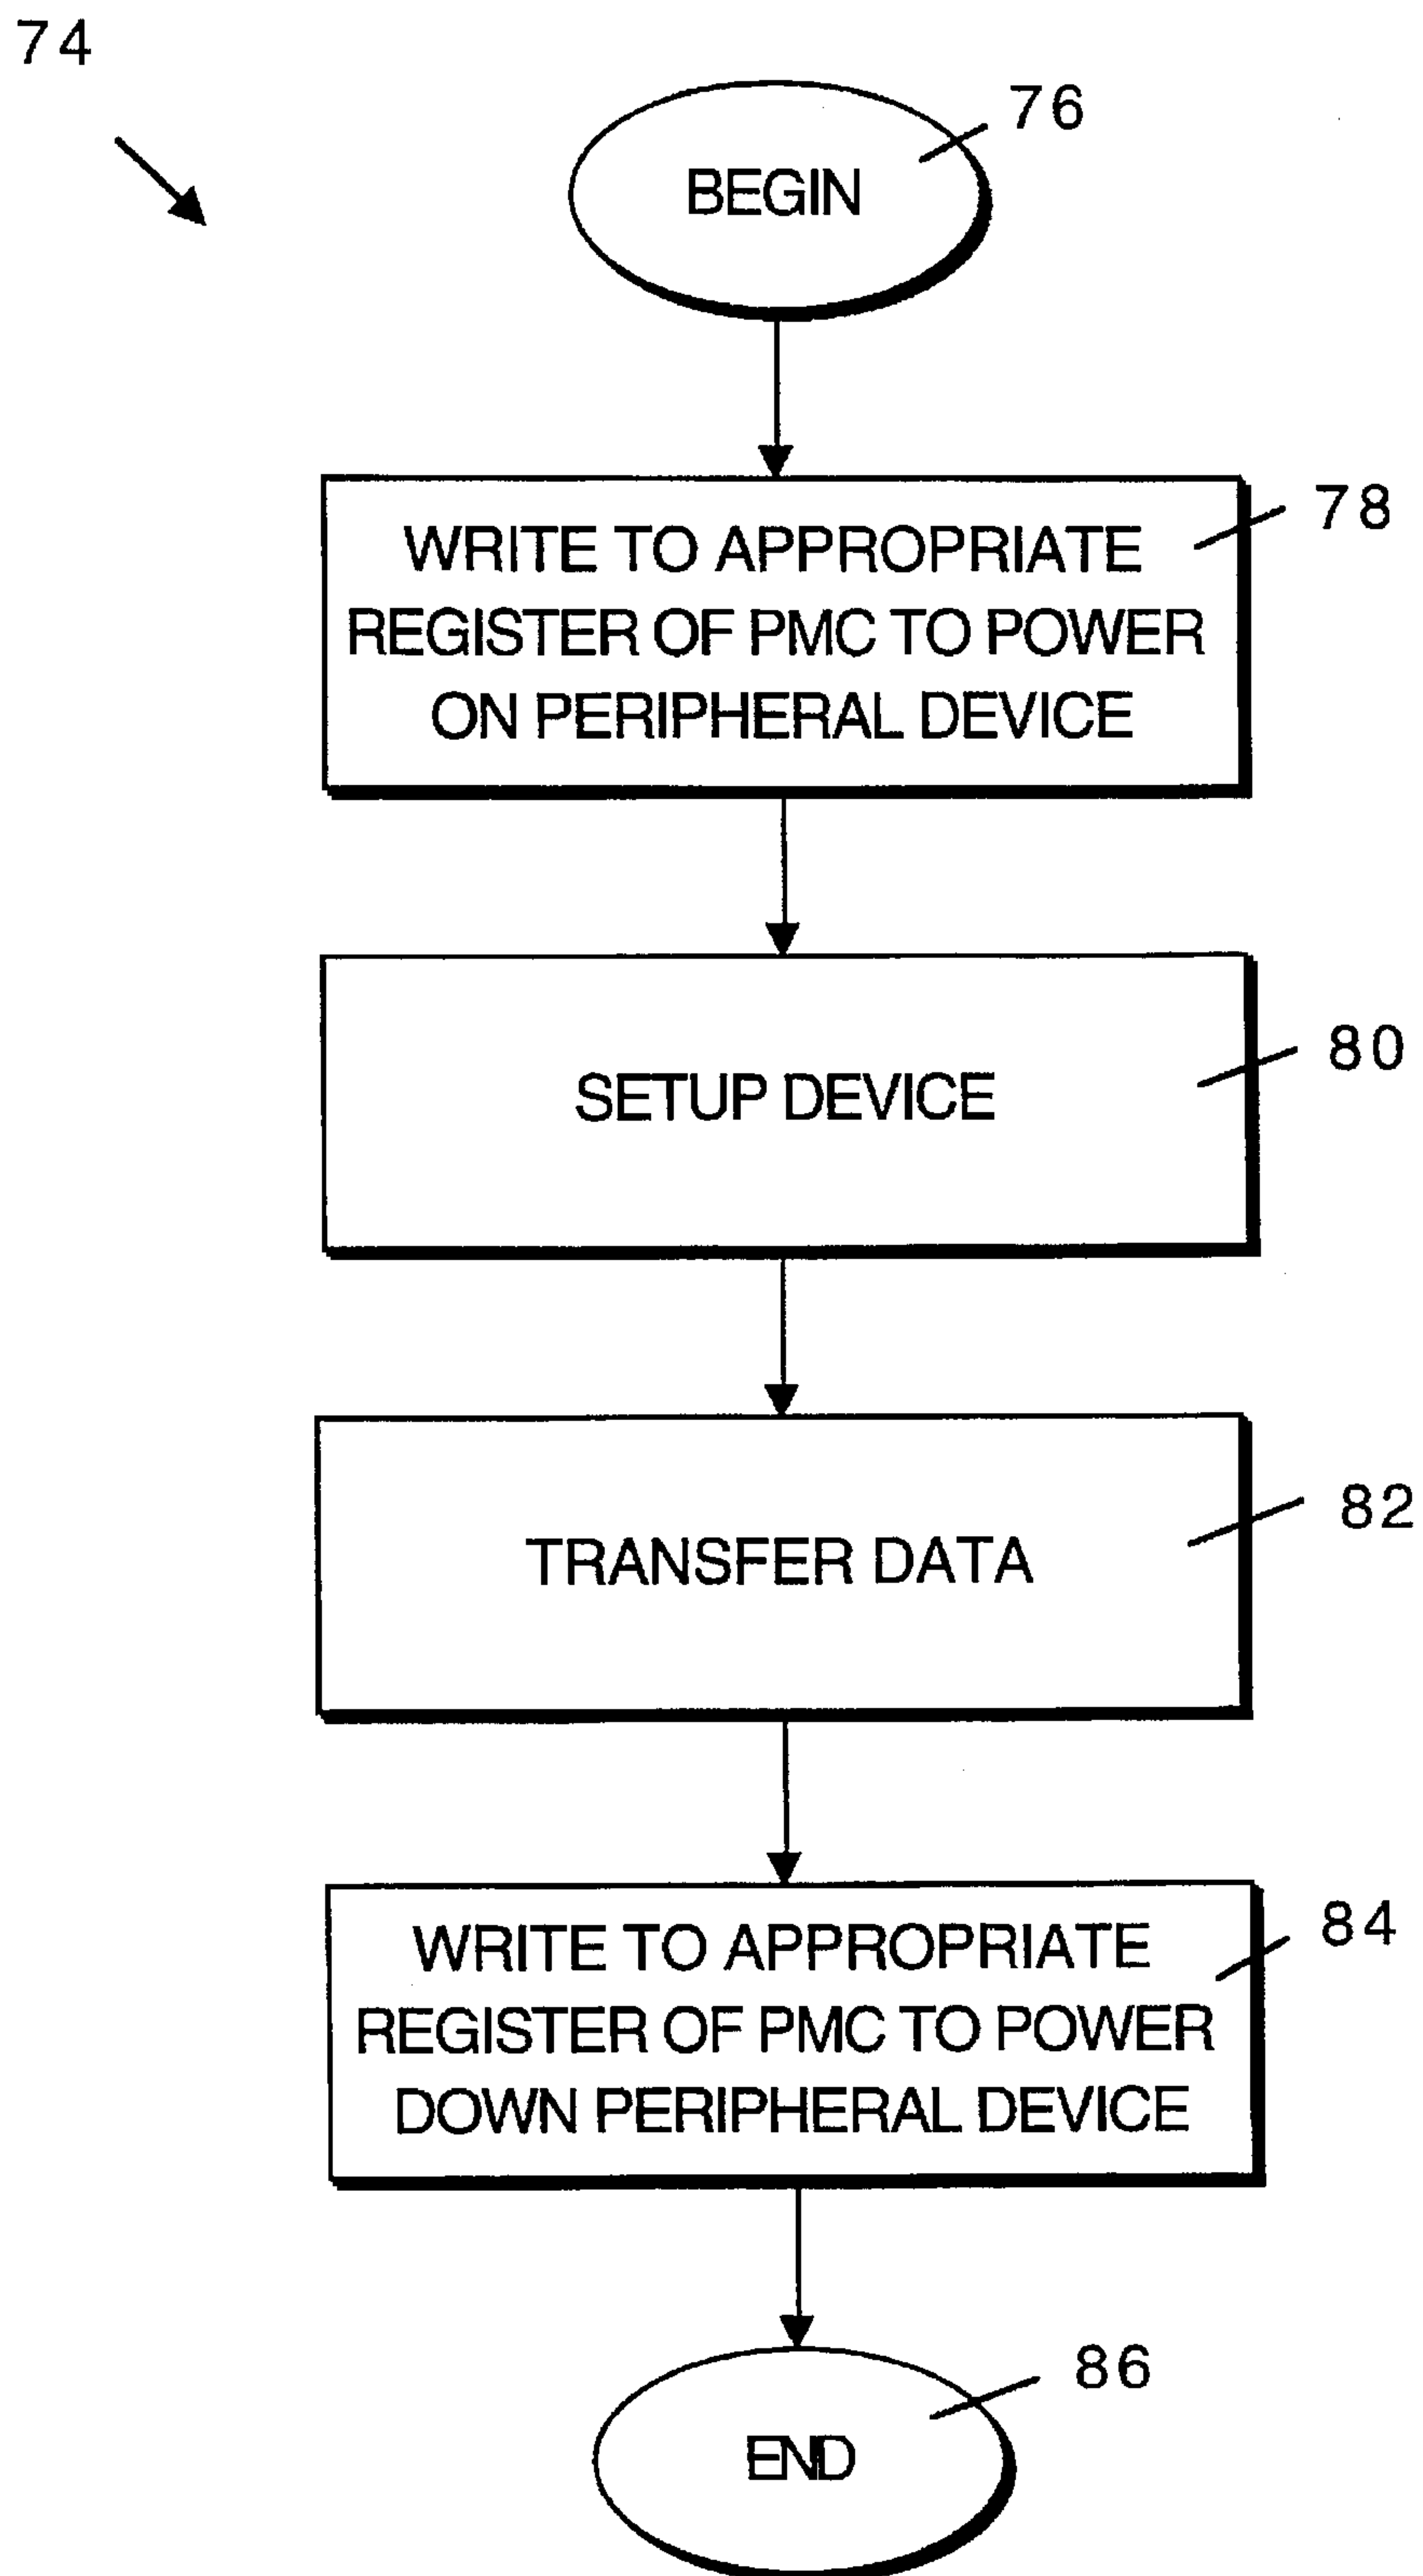 74
76
BEGIN
78
WRITE TO APPROPRIATE
REGISTER OF PMC TO POWER
ON PERIPHERAL DEVICE
80
SETUP DEVICE
82
TRANSFER DATA
84
WRITE TO APPROPRIATE
REGISTER OF PMC TO POWER
DOWN PERIPHERAL DEVICE
86
END